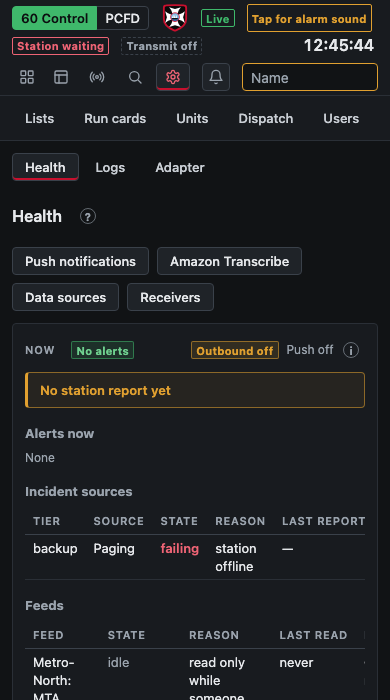 60 Control PCFD Live Tap for alarm sound
Station waiting Transmit off 12:45:44
Name
Lists Run cards Units Dispatch Users
Health Logs Adapter
Health ?
Push notifications Amazon Transcribe
Data sources Receivers
NOW No alerts Outbound off Push off i
No station report yet
Alerts now
None
Incident sources
TIER SOURCE STATE REASON LAST REPORT
backup Paging failing station —
offline
Feeds
FEED STATE REASON LAST READ
Metro- idle read only never
North: while
MTA someone